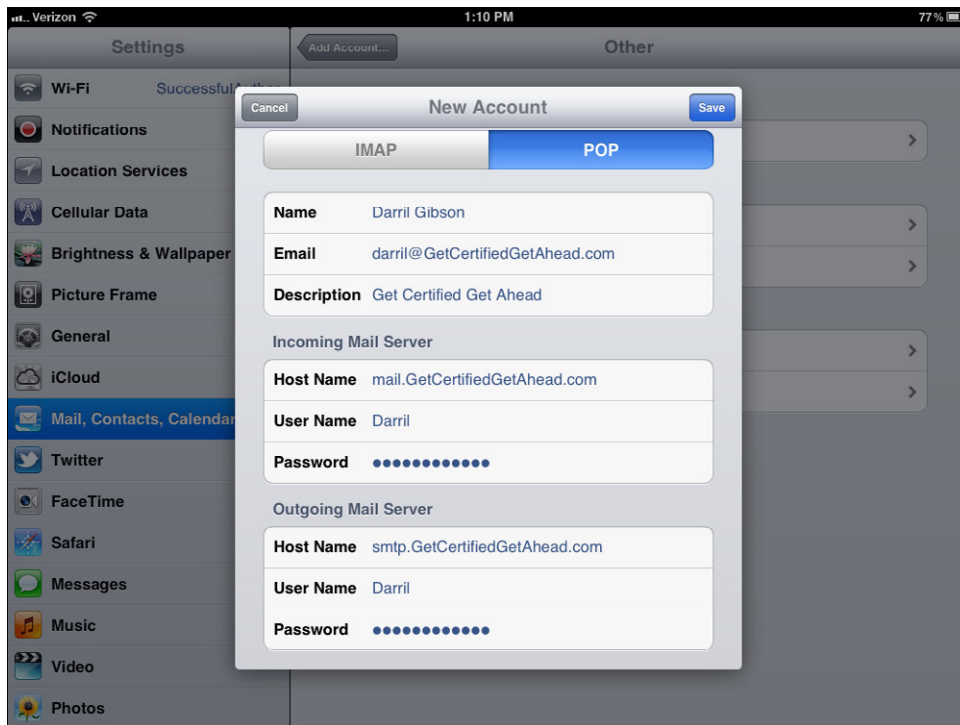 Verizon 1:10 PM 77%
Settings
Add Account... Other
Wi-Fi
Notifications
Location Services
Cellular Data
Brightness & Wallpaper
Picture Frame
General
iCloud
Mail, Contacts, Calendar
Twitter
FaceTime
Safari
Messages
Music
Video
Photos
Cancel New Account Save
IMAP POP
Name Darril Gibson
Email darril@GetCertifiedGetAhead.com
Description Get Certified Get Ahead
Incoming Mail Server
Host Name mail.GetCertifiedGetAhead.com
User Name Darril
Password ●●●●●●●●●●●●
Outgoing Mail Server
Host Name smtp.GetCertifiedGetAhead.com
User Name Darril
Password ●●●●●●●●●●●●